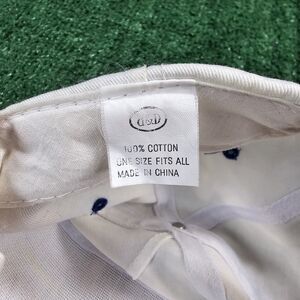 100% COTTON
ONE SIZE FITS ALL
MADE IN CHINA